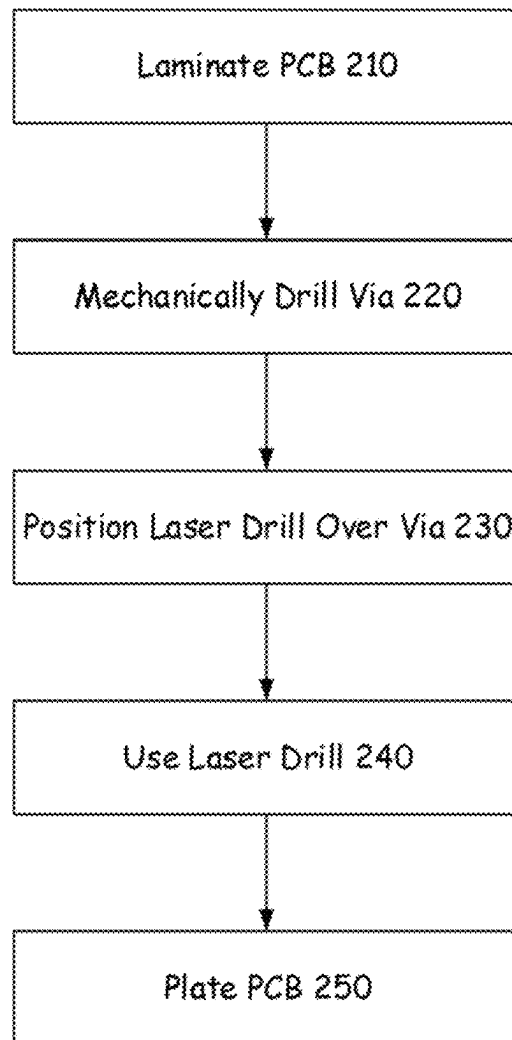 Laminate PCB 210
Mechanically Drill Via 220
Position Laser Drill Over Via 230
Use Laser Drill 240
Plate PCB 250